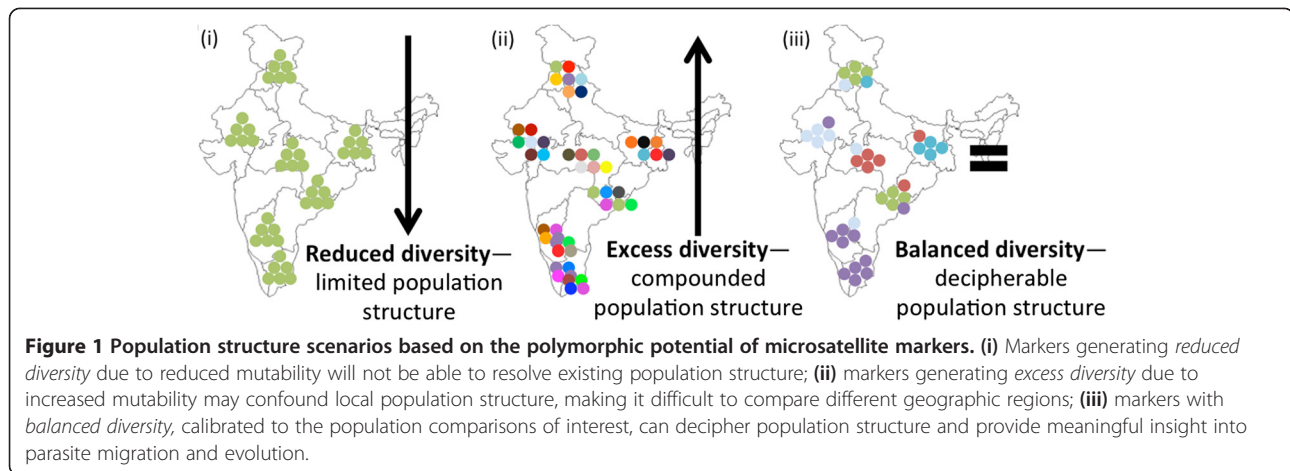 (i)
Reduced diversity—
limited population
structure
(ii)
Excess diversity—
compounded
population structure
(iii)
Balanced diversity—
decipherable
population structure
Figure 1 Population structure scenarios based on the polymorphic potential of microsatellite markers. (i) Markers generating reduced
diversity due to reduced mutability will not be able to resolve existing population structure; (ii) markers generating excess diversity due to
increased mutability may confound local population structure, making it difficult to compare different geographic regions; (iii) markers with
balanced diversity, calibrated to the population comparisons of interest, can decipher population structure and provide meaningful insight into
parasite migration and evolution.